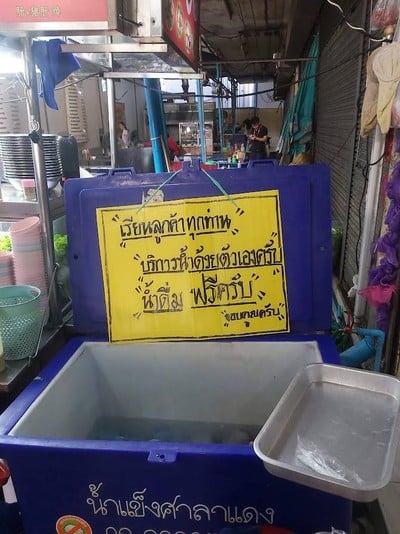 "เรียนลูกค้าทุกท่าน"
"บริการน้ำด้วยตัวเองครับ"
"น้ำดื่ม" "ฟรีครับ"
"ขอบคุณครับ"
น้ำแข็งศาลาแดง